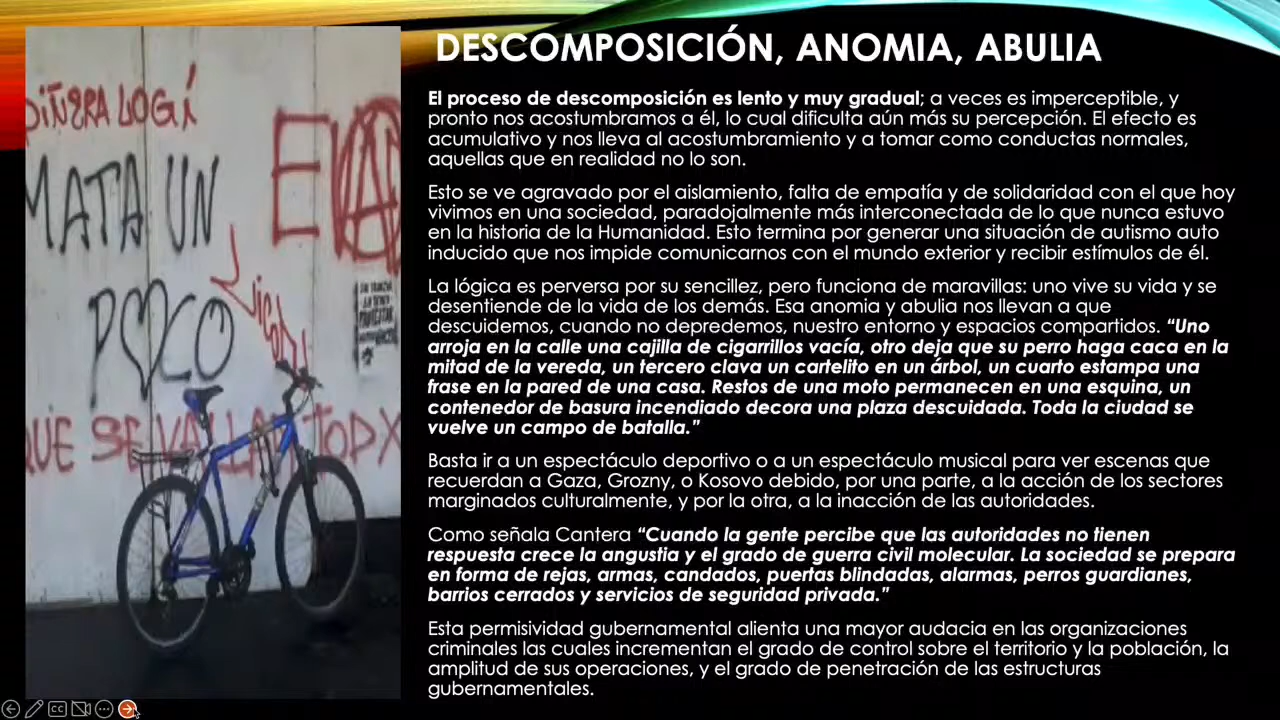 DESCOMPOSICIÓN, ANOMIA, ABULIA
El proceso de descomposición es lento y muy gradual; a veces es imperceptible, y
pronto nos acostumbramos a él, lo cual dificulta aún más su percepción. El efecto es
acumulativo y nos lleva al acostumbramiento y a tomar como conductas normales,
aquellas que en realidad no lo son.
Esto se ve agravado por el aislamiento, falta de empatía y de solidaridad con el que hoy
vivimos en una sociedad, paradojalmente más interconectada de lo que nunca estuvo
en la historia de la Humanidad. Esto termina por generar una situación de autismo auto
inducido que nos impide comunicarnos con el mundo exterior y recibir estímulos de él.
La lógica es perversa por su sencillez, pero funciona de maravillas: uno vive su vida y se
desentiende de la vida de los demás. Esa anomia y abulia nos llevan a que
descuidemos, cuando no depredemos, nuestro entorno y espacios compartidos. “Uno
arroja en la calle una cajilla de cigarrillos vacía, otro deja que su perro haga caca en la
mitad de la vereda, un tercero clava un cartelito en un árbol, un cuarto estampa una
frase en la pared de una casa. Restos de una moto permanecen en una esquina, un
contenedor de basura incendiado decora una plaza descuidada. Toda la ciudad se
vuelve un campo de batalla.”
Basta ir a un espectáculo deportivo o a un espectáculo musical para ver escenas que
recuerdan a Gaza, Grozny, o Kosovo debido, por una parte, a la acción de los sectores
marginados culturalmente, y por la otra, a la inacción de las autoridades.
Como señala Cantera “Cuando la gente percibe que las autoridades no tienen
respuesta crece la angustia y el grado de guerra civil molecular. La sociedad se prepara
en forma de rejas, armas, candados, puertas blindadas, alarmas, perros guardianes,
barrios cerrados y servicios de seguridad privada.”
Esta permisividad gubernamental alienta una mayor audacia en las organizaciones
criminales las cuales incrementan el grado de control sobre el territorio y la población, la
amplitud de sus operaciones, y el grado de penetración de las estructuras
gubernamentales.
MATA UN
POCO
QUE SE VALLAN TODX
CC